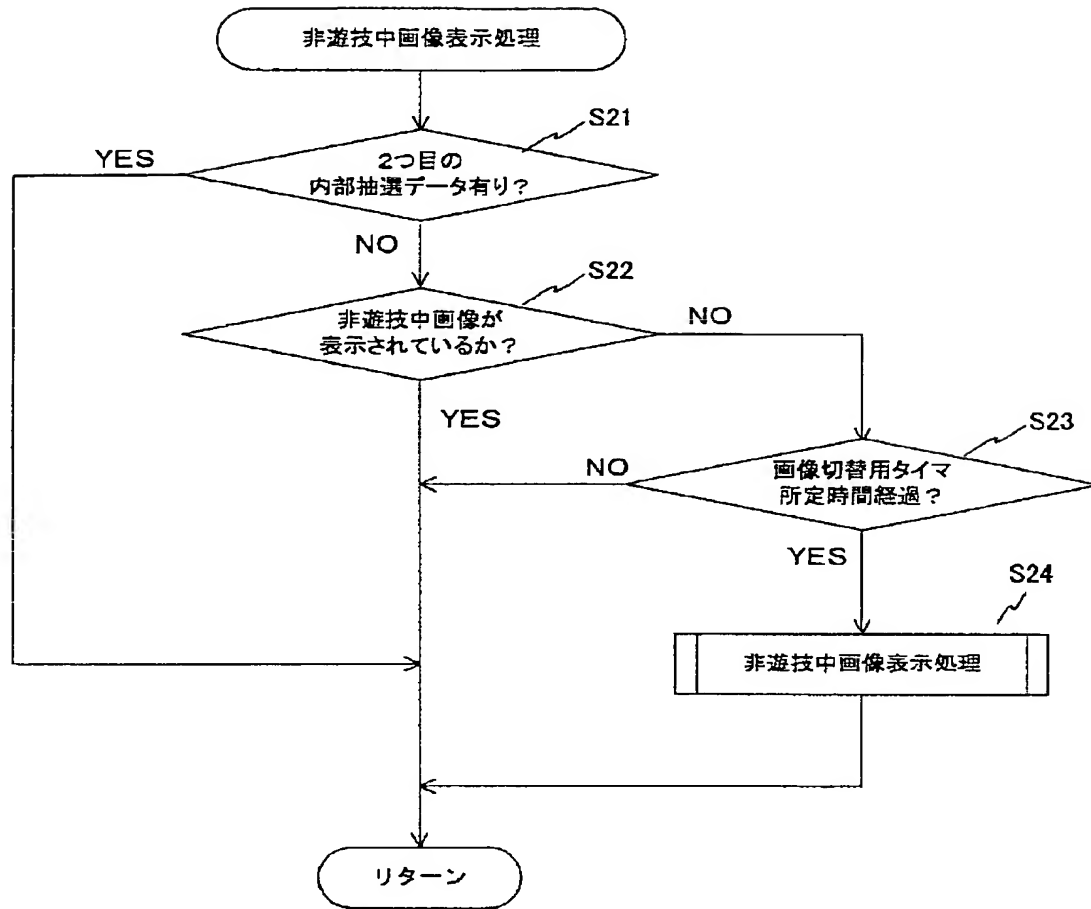 非遊技中画像表示処理
S21
YES
2つ目の
内部抽選データ有り？
NO
S22
非遊技中画像が
表示されているか？
NO
YES
S23
NO
画像切替用タイマ
所定時間経過？
YES
S24
非遊技中画像表示処理
リターン